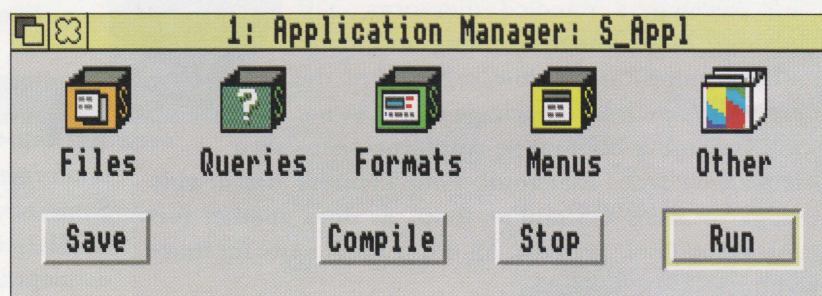 1: Application Manager: S_Appl
Files Queries Formats Menus Other
Save Compile Stop Run